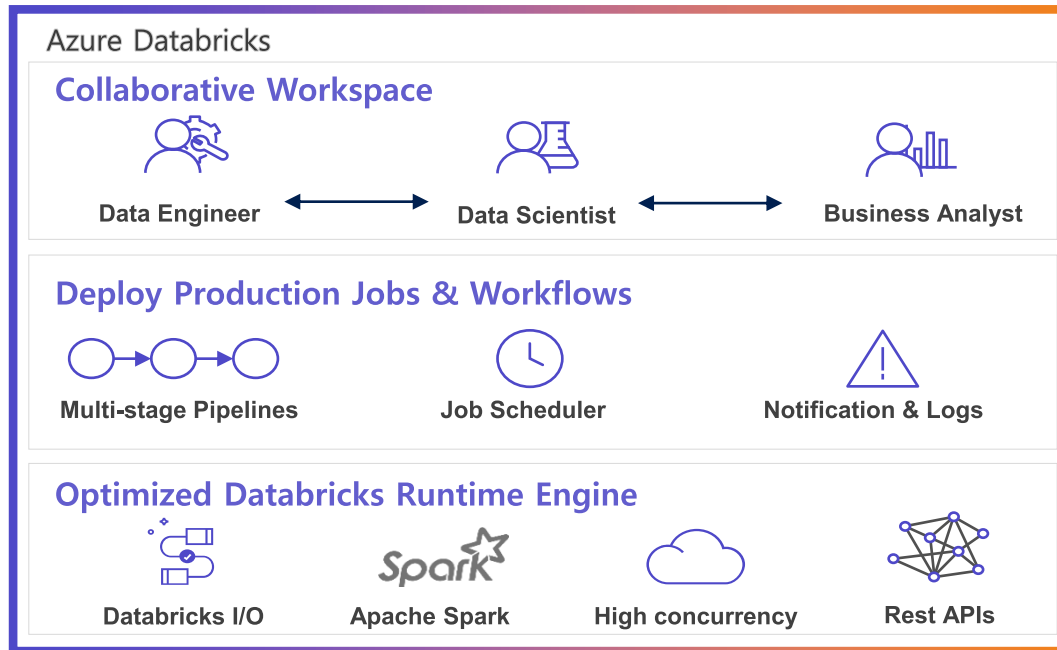 Azure Databricks
Collaborative Workspace
Data Engineer
Data Scientist
Business Analyst
Deploy Production Jobs & Workflows
Multi-stage Pipelines
Job Scheduler
Notification & Logs
Optimized Databricks Runtime Engine
Spark
Databricks I/O
Apache Spark
High concurrency
Rest APIs